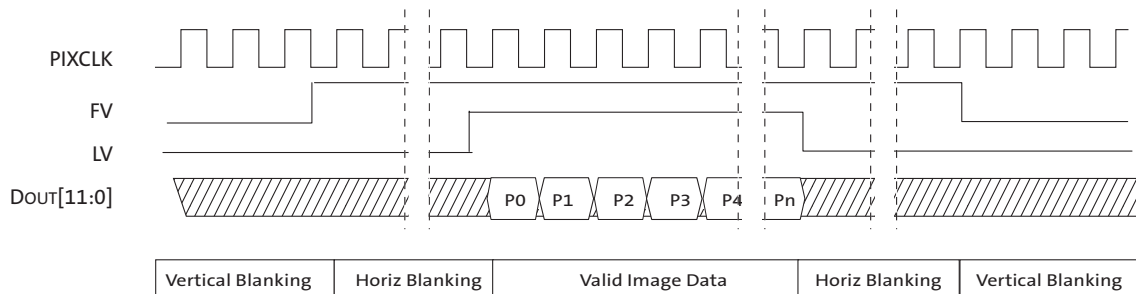 PIXCLK
FV
LV
DOUT[11:0]
P0 P1 P2 P3 P4 Pn
Vertical Blanking Horiz Blanking Valid Image Data Horiz Blanking Vertical Blanking